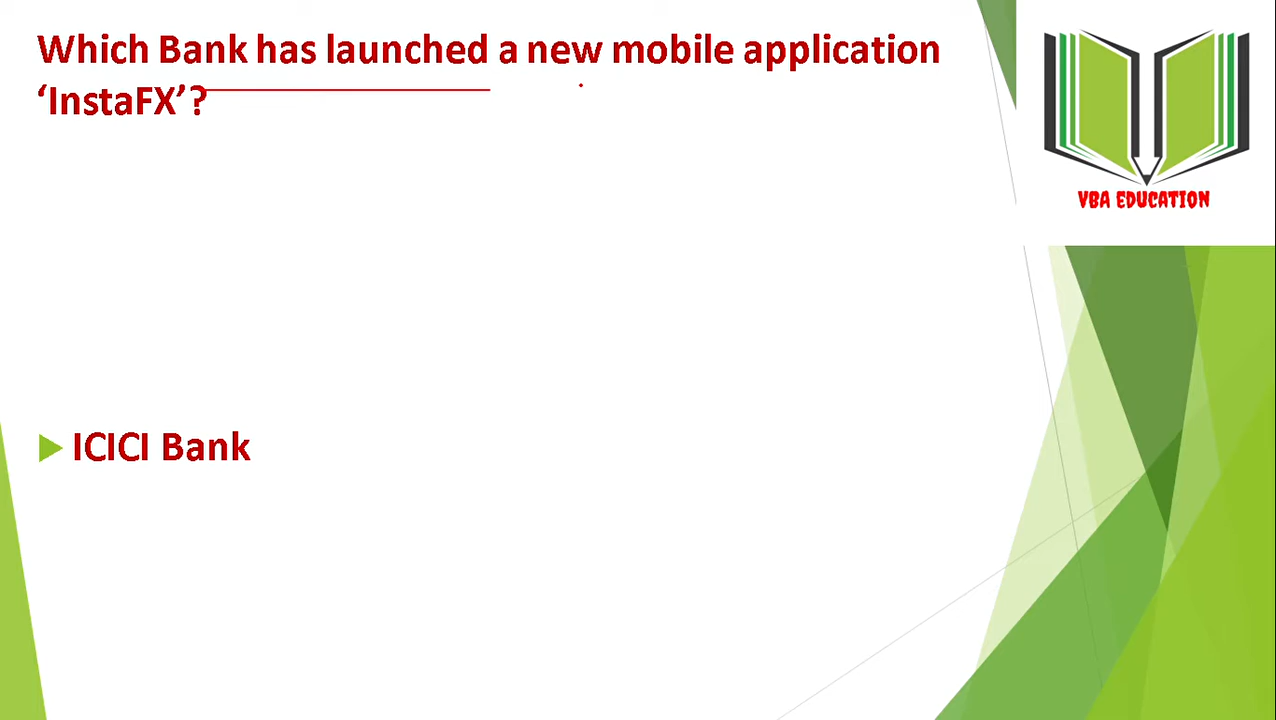 Which Bank has launched a new mobile application
‘InstaFX’?
VBA EDUCATION
ICICI Bank